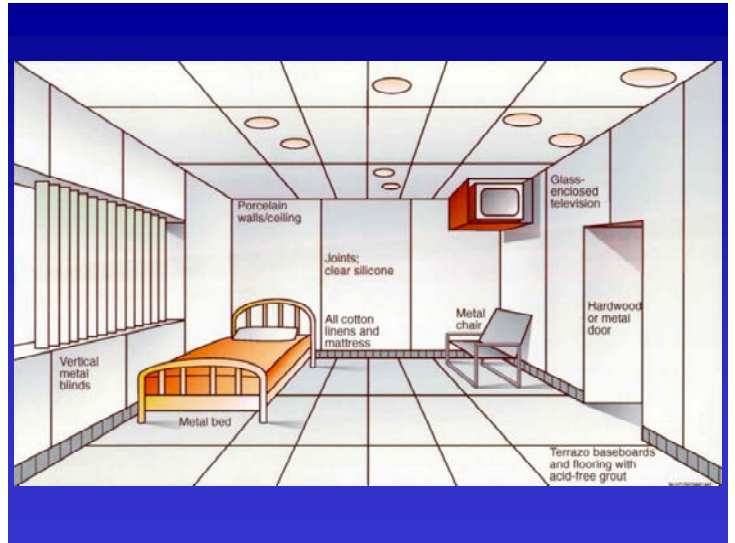 Glass-
enclosed
television
Porcelain
walls/ceiling
Joints;
clear silicone
All cotton
linens and
mattress
Metal
chair
Hardwood
or metal
door
Vertical
metal
blinds
Metal bed
Terrazo baseboards
and flooring with
acid-free grout